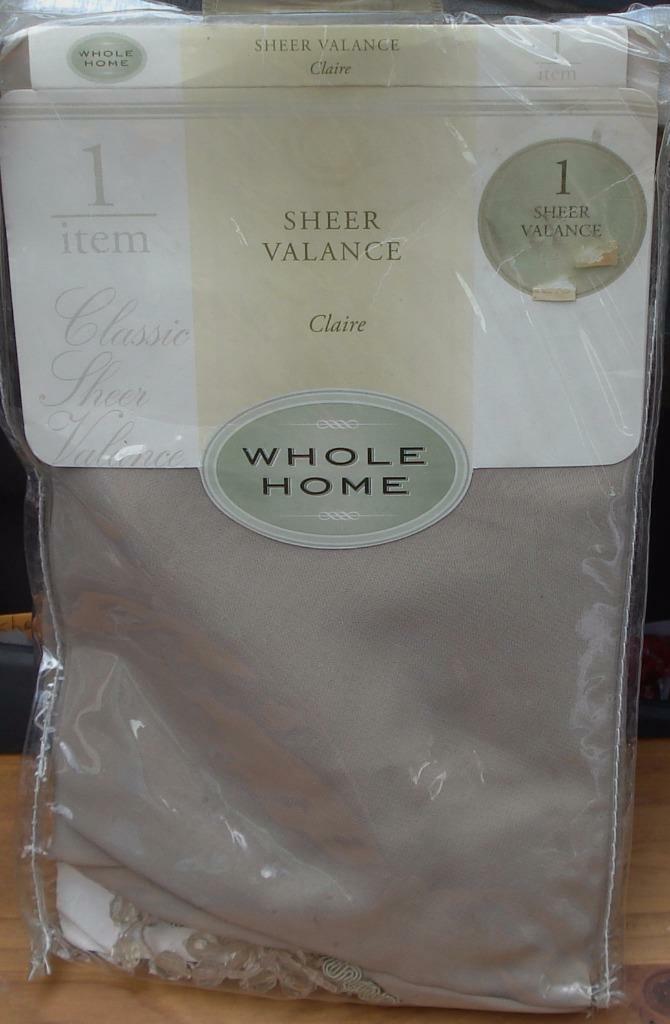 WHOLE
HOME
SHEER VALANCE
Claire
1
item
1
item
SHEER
VALANCE
Claire
1
SHEER
VALANCE
Classic
Sheer
Valience
WHOLE
HOME